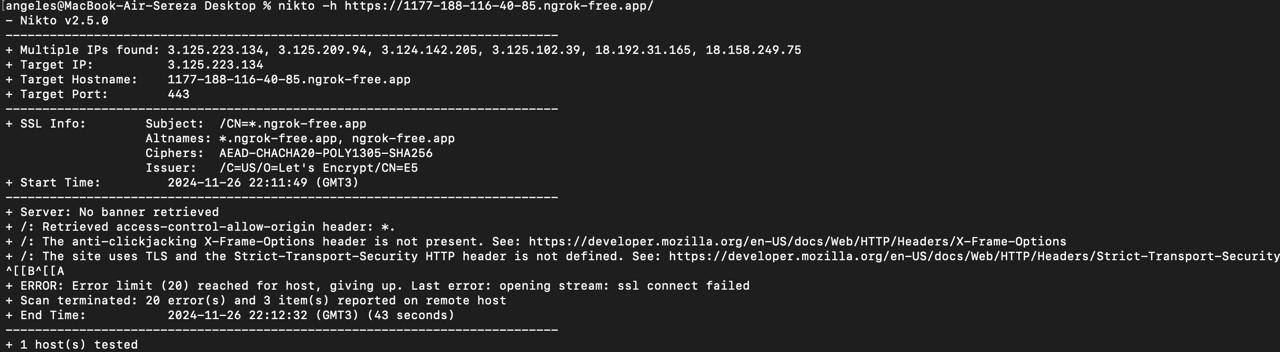 angeles@MacBook-Air-Sereza Desktop % nikto -h https://1177-188-116-40-85.ngrok-free.app/
- Nikto v2.5.0
---------------------------------------------------------------------------
+ Multiple IPs found: 3.125.223.134, 3.125.209.94, 3.124.142.205, 3.125.102.39, 18.192.31.165, 18.158.249.75
+ Target IP:          3.125.223.134
+ Target Hostname:    1177-188-116-40-85.ngrok-free.app
+ Target Port:        443
---------------------------------------------------------------------------
+ SSL Info:        Subject:  /CN=*.ngrok-free.app
                   Altnames: *.ngrok-free.app, ngrok-free.app
                   Ciphers:  AEAD-CHACHA20-POLY1305-SHA256
                   Issuer:   /C=US/O=Let's Encrypt/CN=E5
+ Start Time:         2024-11-26 22:11:49 (GMT3)
---------------------------------------------------------------------------
+ Server: No banner retrieved
+ /: Retrieved access-control-allow-origin header: *.
+ /: The anti-clickjacking X-Frame-Options header is not present. See: https://developer.mozilla.org/en-US/docs/Web/HTTP/Headers/X-Frame-Options
+ /: The site uses TLS and the Strict-Transport-Security HTTP header is not defined. See: https://developer.mozilla.org/en-US/docs/Web/HTTP/Headers/Strict-Transport-Security
^[[B^[[A
+ ERROR: Error limit (20) reached for host, giving up. Last error: opening stream: ssl connect failed
+ Scan terminated: 20 error(s) and 3 item(s) reported on remote host
+ End Time:           2024-11-26 22:12:32 (GMT3) (43 seconds)
---------------------------------------------------------------------------
+ 1 host(s) tested